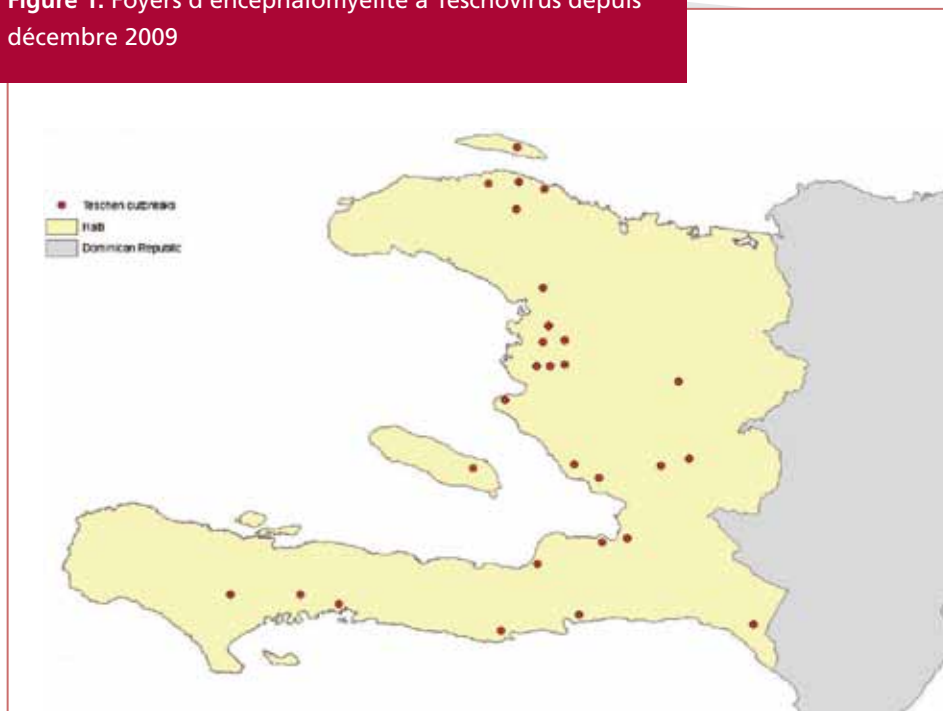 Figure 1. Foyers d'encéphalomyélite à Teschovirus depuis
décembre 2009
Teschen outbreaks
Haiti
Dominican Republic